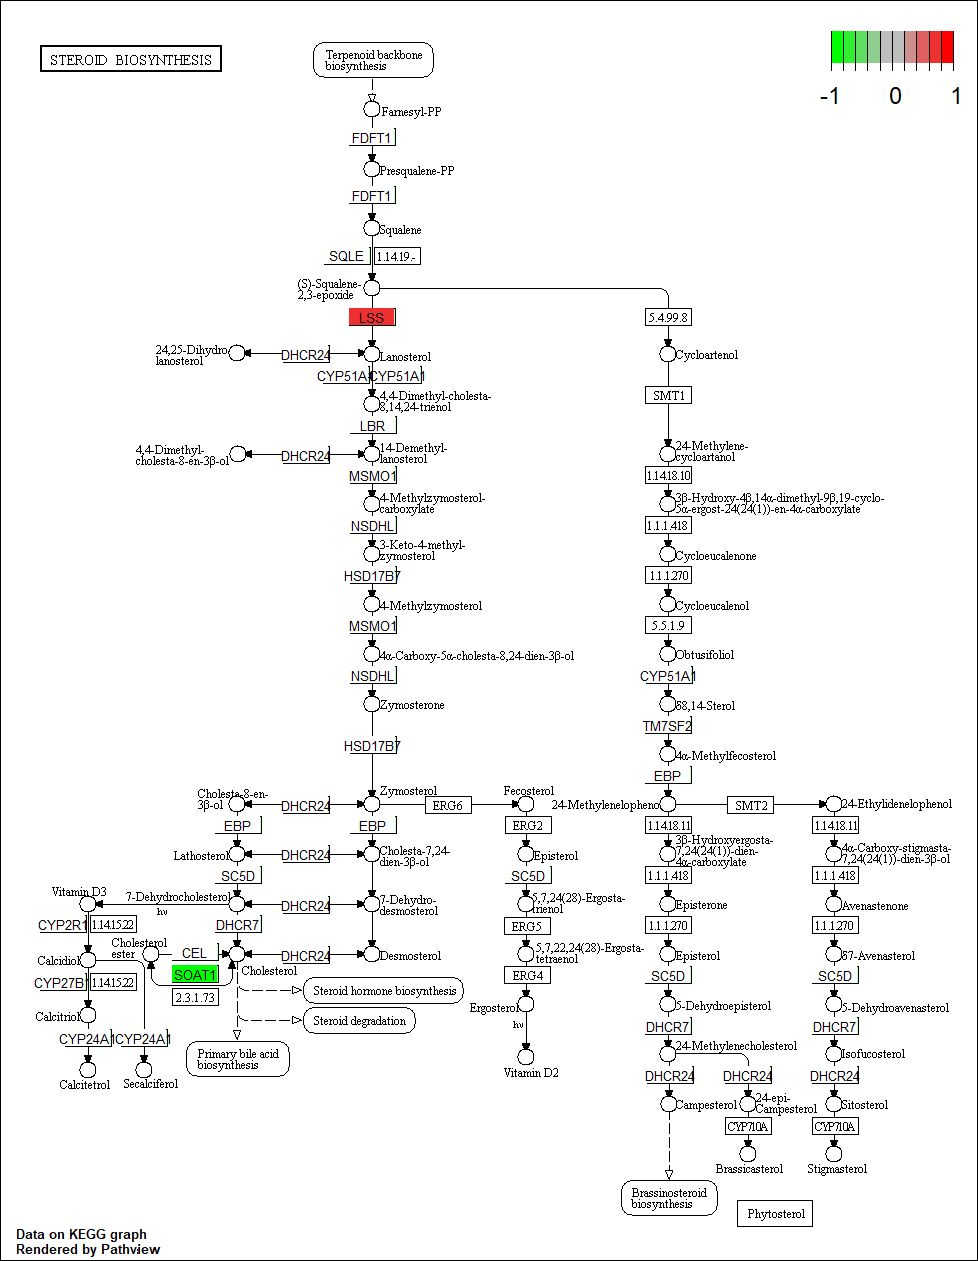 STEROID BIOSYNTHESIS
Terpenoid backbone
biosynthesis
-1
0
1
Farnesyl-PP
FDFT1
Presqualene-PP
FDFT1
Squalene
SQLE
1.14.19.-
(S)-Squalene-
2,3-epoxide
LSS
5.4.99.8
24,25-Dihydro
lanosterol
DHCR24
Lanosterol
Cycloartenol
CYP51A1
CYP51A1
SMT1
4,4-Dimethyl-cholesta-
8,14,24-trienol
LBR
4,4-Dimethyl-
cholesta-8-en-3β-ol
DHCR24
14-Demethyl-
lanosterol
24-Methylene-
cycloartanol
MSMO1
1.14.18.10
4-Methylzymosterol-
carboxylate
3β-Hydroxy-4β,14α-dimethyl-9β,19-cyclo-
5α-ergost-24(24(1))-en-4α-carboxylate
NSDHL
1.1.1.418
3-Keto-4-methyl-
zymosterol
Cycloeucalenone
HSD17B7
1.1.1.270
4-Methylzymosterol
Cycloeucalenol
MSMO1
5.5.1.9
4α-Carboxy-5α-cholesta-8,24-dien-3β-ol
Obtusifoliol
NSDHL
CYP51A1
Zymosterone
δ8,14-Sterol
TM7SF2
HSD17B7
4α-Methylfecosterol
EBP
Cholesta-8-en-
3β-ol
DHCR24
Zymosterol
ERG6
Fecosterol
24-Methylenelopheno
SMT2
24-Ethylidenelophenol
EBP
EBP
ERG2
1.14.18.11
1.14.18.11
Lathosterol
DHCR24
Cholesta-7,24-
dien-3β-ol
Episterol
3β-Hydroxyergosta-
7,24(24(1))-dien-
4α-carboxylate
4α-Carboxy-stigmasta-
7,24(24(1))-dien-3β-ol
SC5D
SC5D
1.1.1.418
1.1.1.418
Vitamin D3
7-Dehydrocholesterol
hν
DHCR24
7-Dehydro-
desmosterol
5,7,24(28)-Ergosta-
trienol
Episterone
Avenastenone
CYP2R1
1.14.15.22
DHCR7
ERG5
1.1.1.270
1.1.1.270
Cholesterol
ester
CEL
DHCR24
Desmosterol
5,7,22,24(28)-Ergosta-
tetraenol
Episterol
δ7-Avenasterol
Calcidiol
SOAT1
Cholesterol
ERG4
SC5D
SC5D
CYP27B1
1.14.15.22
2.3.1.73
Steroid hormone biosynthesis
Ergosterol
5-Dehydroepisterol
5-Dehydroavenasterol
Calcitriol
Steroid degradation
hν
DHCR7
DHCR7
CYP24A1
CYP24A1
Primary bile acid
biosynthesis
24-Methylenecholesterol
Isofucosterol
Calcitetrol
Secalciferol
Vitamin D2
DHCR24
DHCR24
DHCR24
Campesterol
24-epi-
Campesterol
Sitosterol
CYP710A
CYP710A
Brassicasterol
Stigmasterol
Brassinosteroid
biosynthesis
Phytosterol
Data on KEGG graph
Rendered by Pathview